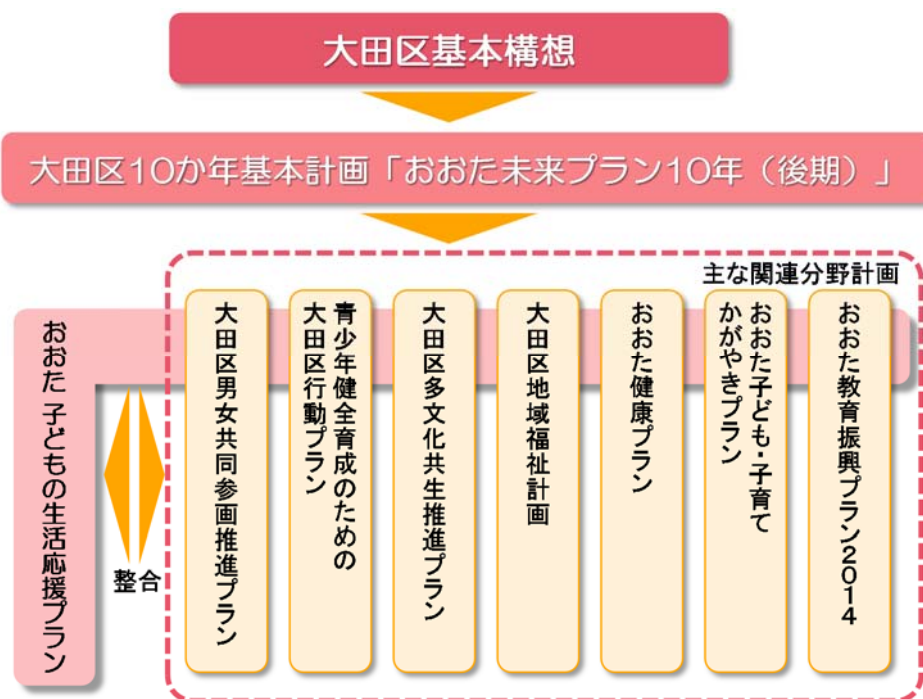 大田区基本構想
大田区10か年基本計画「おおた未来プラン10年（後期）」
主な関連分野計画
おおた教育振興プラン2014
おおた子ども・子育て
かがやきプラン
おおた健康プラン
大田区地域福祉計画
大田区多文化共生推進プラン
青少年健全育成のための
大田区行動プラン
大田区男女共同参画推進プラン
整合
おおた 子どもの生活応援プラン